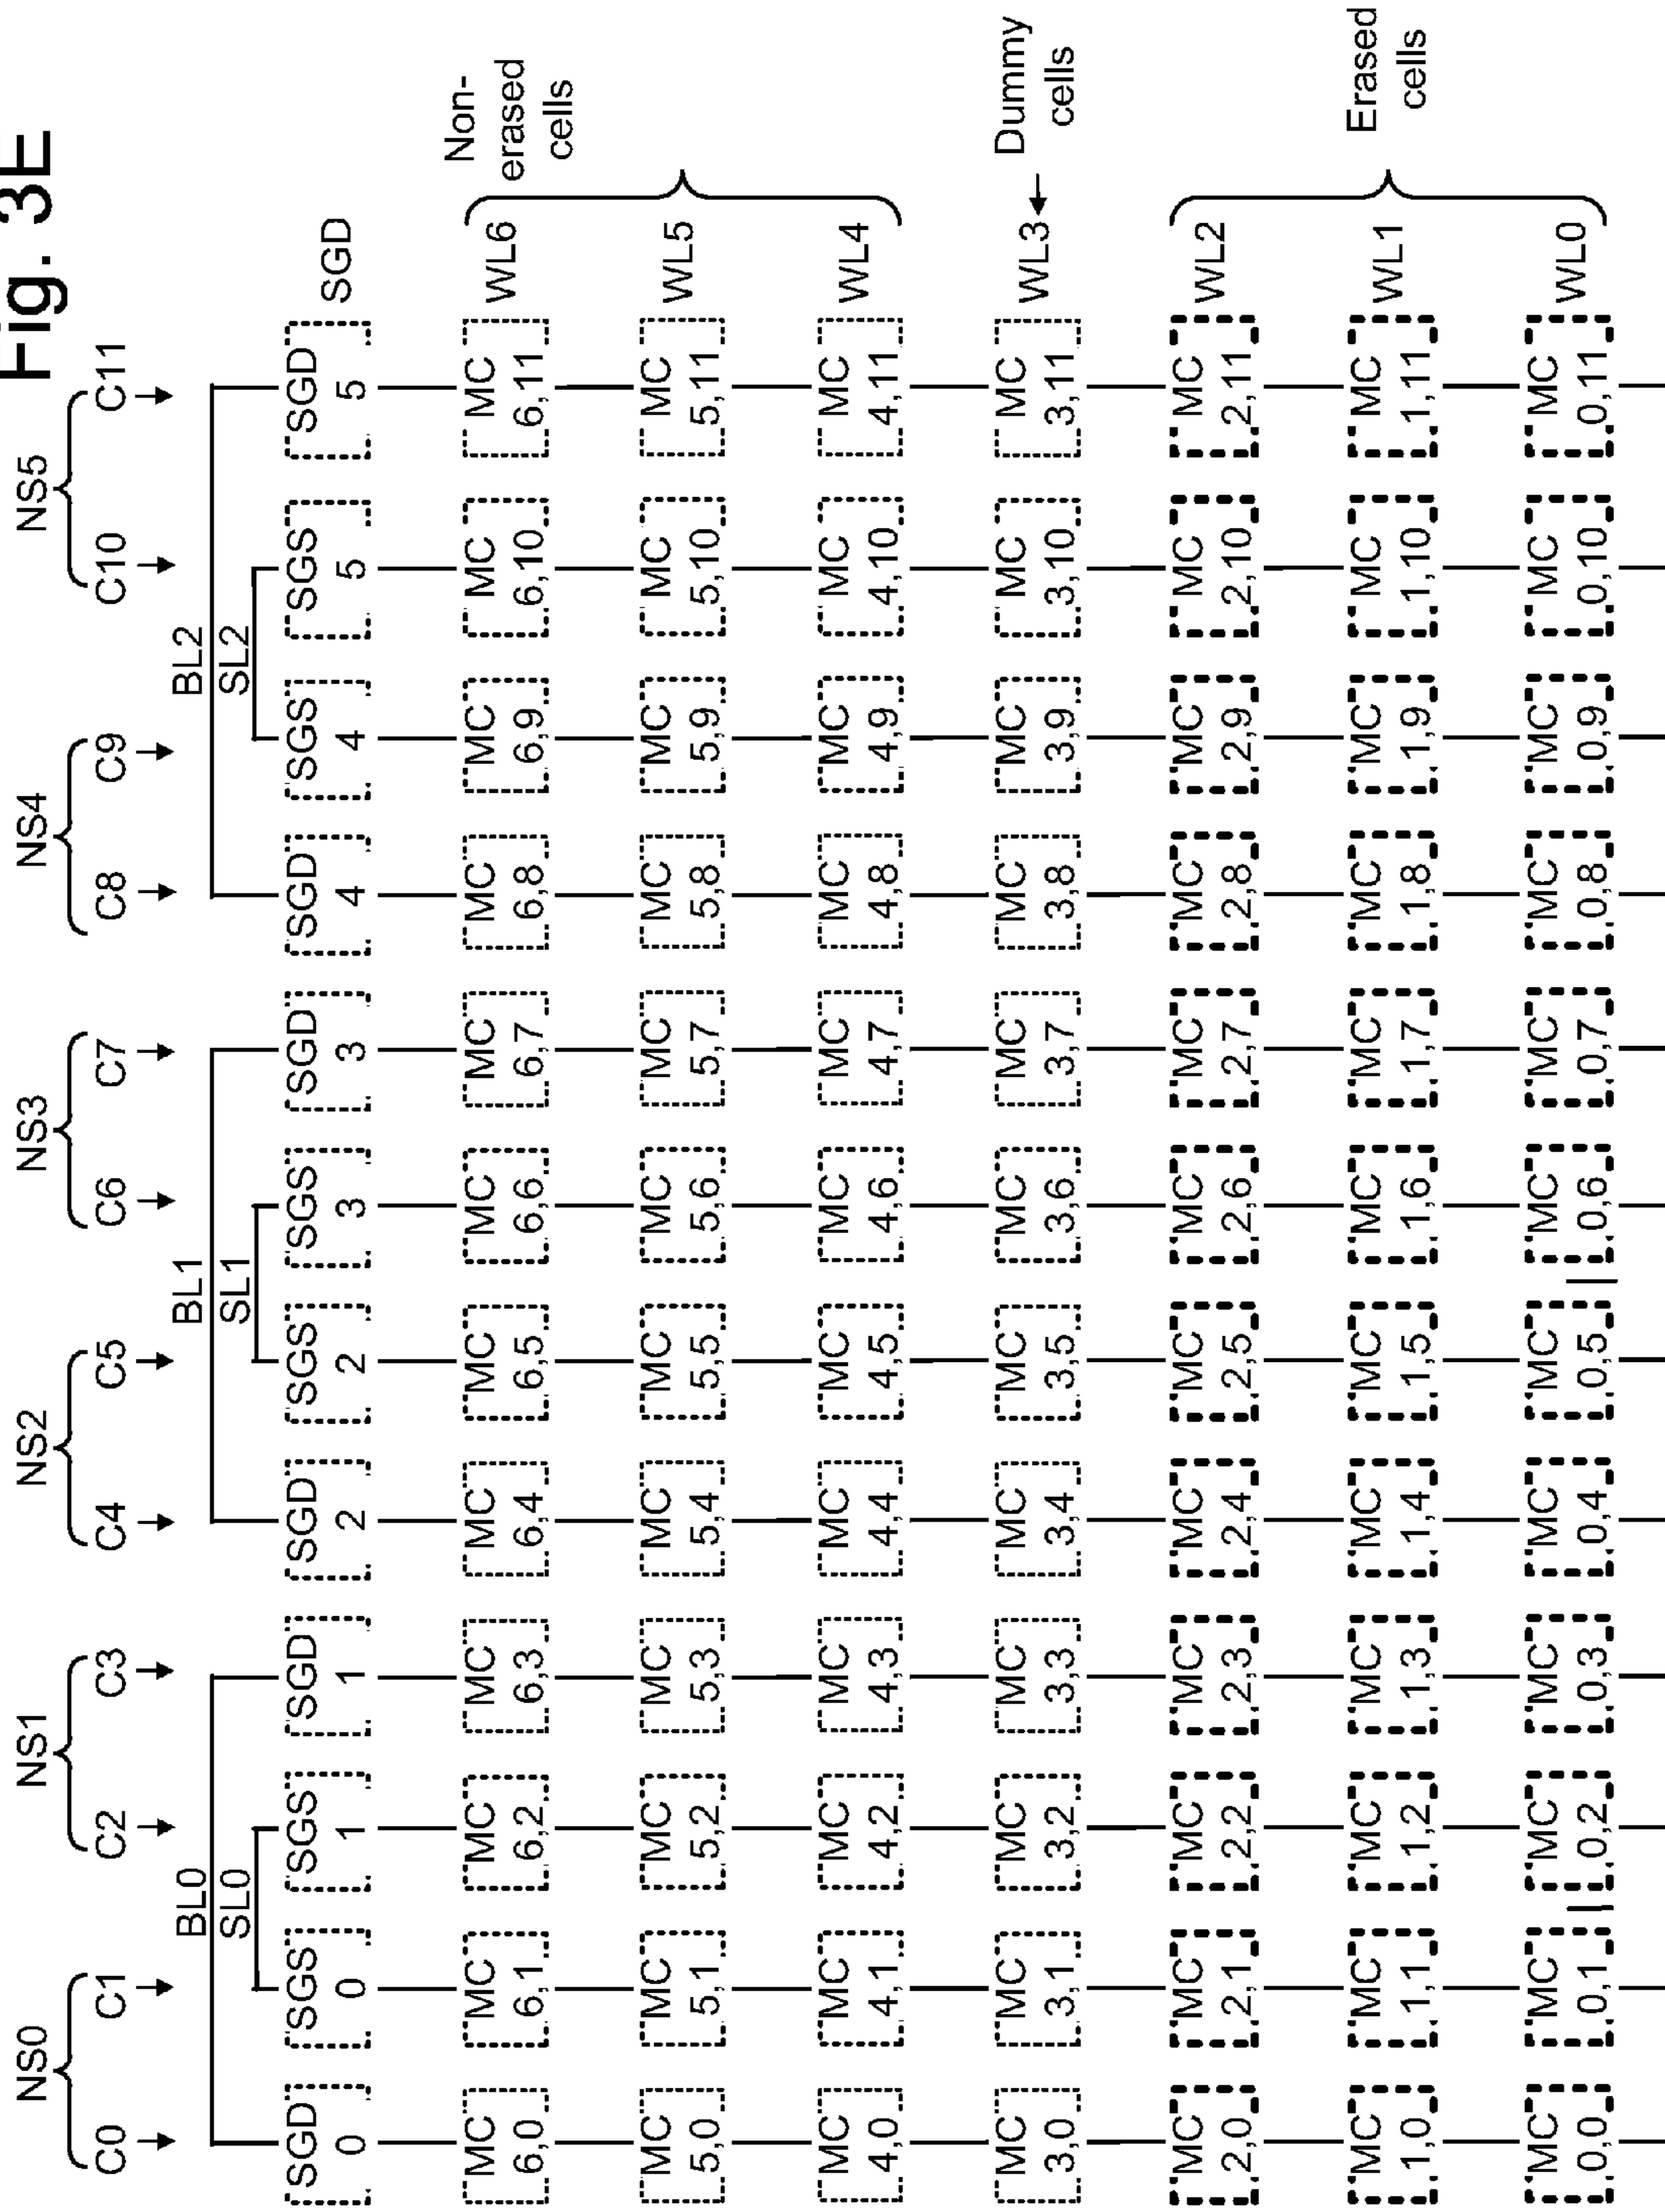 Fig. 3E
NS0 NS1 NS2 NS3 NS4 NS5
C0 C1 C2 C3 C4 C5 C6 C7 C8 C9 C10 C11
BL0 BL1 BL2
SL0 SL1 SL2
SGD SGS SGS SGD SGD SGS SGS SGD SGD SGS SGS SGD SGD
0 0 1 1 2 2 3 3 4 4 5 5
MC MC MC MC MC MC MC MC MC MC MC MC WL6
6,0 6,1 6,2 6,3 6,4 6,5 6,6 6,7 6,8 6,9 6,10 6,11
Non-
erased
cells
MC MC MC MC MC MC MC MC MC MC MC MC WL5
5,0 5,1 5,2 5,3 5,4 5,5 5,6 5,7 5,8 5,9 5,10 5,11
MC MC MC MC MC MC MC MC MC MC MC MC WL4
4,0 4,1 4,2 4,3 4,4 4,5 4,6 4,7 4,8 4,9 4,10 4,11
MC MC MC MC MC MC MC MC MC MC MC MC WL3
3,0 3,1 3,2 3,3 3,4 3,5 3,6 3,7 3,8 3,9 3,10 3,11
Dummy
cells
MC MC MC MC MC MC MC MC MC MC MC MC WL2
2,0 2,1 2,2 2,3 2,4 2,5 2,6 2,7 2,8 2,9 2,10 2,11
MC MC MC MC MC MC MC MC MC MC MC MC WL1
1,0 1,1 1,2 1,3 1,4 1,5 1,6 1,7 1,8 1,9 1,10 1,11
Erased
cells
MC MC MC MC MC MC MC MC MC MC MC MC WL0
0,0 0,1 0,2 0,3 0,4 0,5 0,6 0,7 0,8 0,9 0,10 0,11